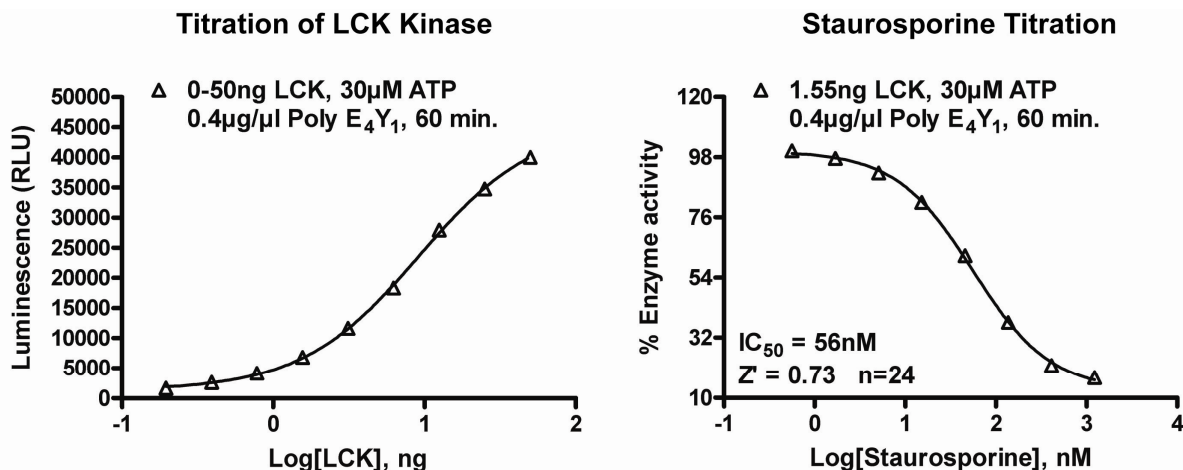 Titration of LCK Kinase
0-50ng LCK, 30µM ATP
0.4µg/µl Poly E₄Y₁, 60 min.
Luminescence (RLU)
50000
45000
40000
35000
30000
25000
20000
15000
10000
5000
0
-1
0
1
2
Log[LCK], ng
Staurosporine Titration
1.55ng LCK, 30µM ATP
0.4µg/µl Poly E₄Y₁, 60 min.
% Enzyme activity
120
98
76
54
32
10
IC₅₀ = 56nM
Z' = 0.73 n=24
-1
0
1
2
3
4
Log[Staurosporine], nM